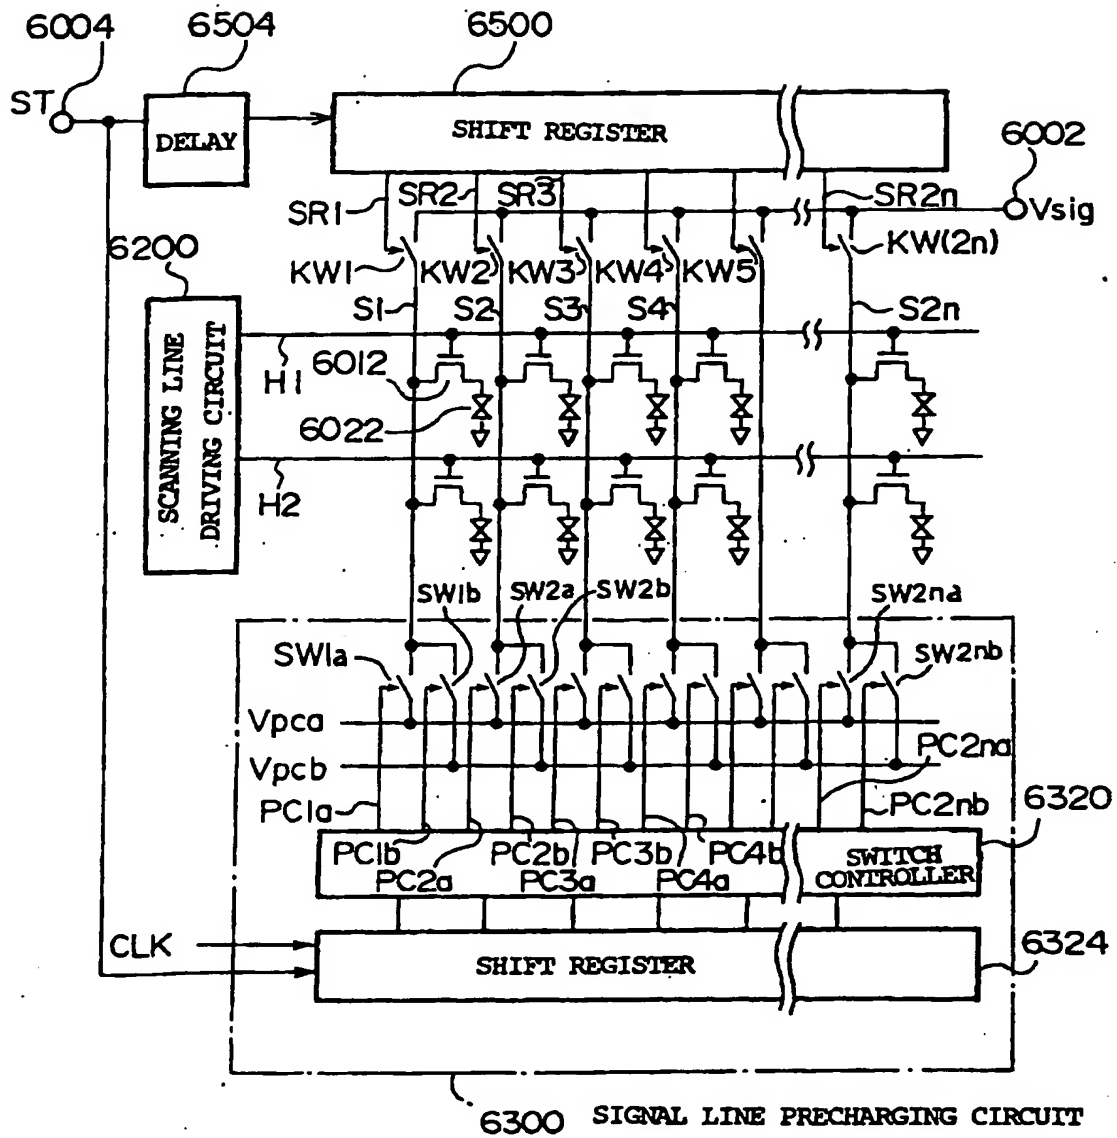 6004
6504
6500
ST
DELAY
SHIFT REGISTER
6002
SR1
SR2
SR3
SR2n
Vsig
6200
KW1
KW2
KW3
KW4
KW5
KW(2n)
S1
S2
S3
S4
S2n
SCANNING LINE
DRIVING CIRCUIT
H1
6012
6022
H2
SW1b
SW2a
SW2b
SW2na
SW1a
SW2nb
Vpca
Vpcb
PC2na
PC1a
PC2nb
6320
PC1b
PC2b
PC3b
PC4b
SWITCH
CONTROLLER
PC2a
PC3a
PC4a
CLK
SHIFT REGISTER
6324
6300
SIGNAL LINE PRECHARGING CIRCUIT